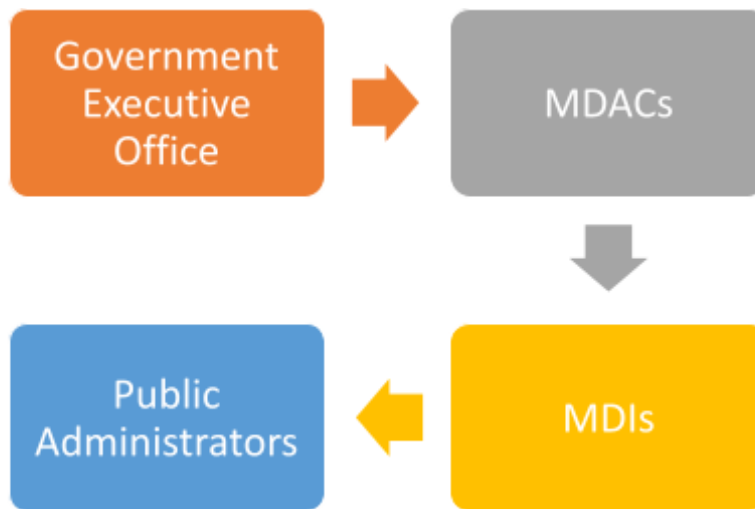 Government
Executive
Office
MDACs
MDIs
Public
Administrators